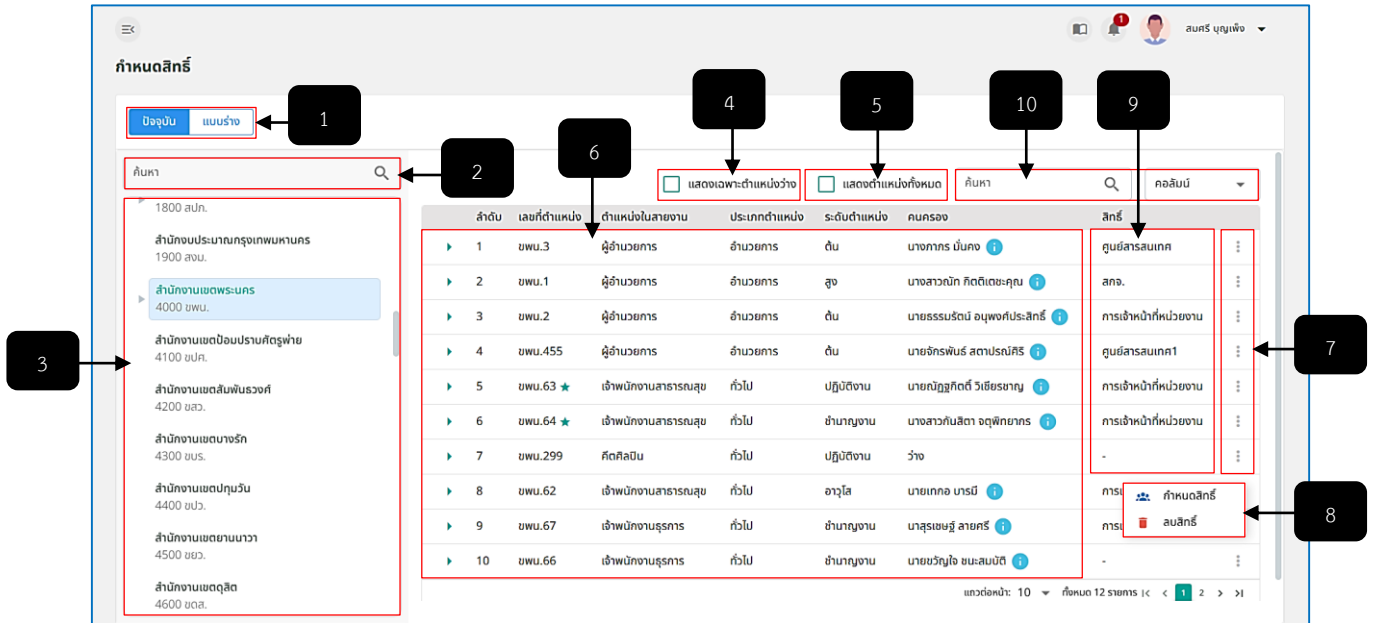 1
สมศรี บุญเพ็ง
กำหนดสิทธิ์
4
5
10
9
ปัจจุบัน แบบร่าง
1
6
2
ค้นหา
แสดงเฉพาะตำแหน่งว่าง แสดงตำแหน่งทั้งหมด ค้นหา คอลัมน์
1800 สปภ.
สำนักงบประมาณกรุงเทพมหานคร
1900 สงม.
สำนักงานเขตพระนคร
4000 ขพน.
สำนักงานเขตป้อมปราบศัตรูพ่าย
4100 ขปศ.
สำนักงานเขตสัมพันธวงศ์
4200 ขสว.
สำนักงานเขตบางรัก
4300 ขบร.
สำนักงานเขตปทุมวัน
4400 ขปว.
สำนักงานเขตยานนาวา
4500 ขยว.
สำนักงานเขตดุสิต
4600 ขดส.
3
ลำดับ เลขที่ตำแหน่ง ตำแหน่งในสายงาน ประเภทตำแหน่ง ระดับตำแหน่ง คนครอง สิทธิ์
1 ขพน.3 ผู้อำนวยการ อำนวยการ ต้น นางภากร มั่นคง ศูนย์สารสนเทศ
2 ขพน.1 ผู้อำนวยการ อำนวยการ สูง นางสาวณัท กิตติเตชะคุณ สกจ.
3 ขพน.2 ผู้อำนวยการ อำนวยการ ต้น นายธรรมรัตน์ อนุพงศ์ประสิทธิ์ การเจ้าหน้าที่หน่วยงาน
4 ขพน.455 ผู้อำนวยการ อำนวยการ ต้น นายจักรพันธ์ สตาปรณ์ศิริ ศูนย์สารสนเทศ1
5 ขพน.63 ★ เจ้าพนักงานสาธารณสุข ทั่วไป ปฏิบัติงาน นายณัฏฐกิตติ์ วิเชียรชาญ การเจ้าหน้าที่หน่วยงาน
6 ขพน.64 ★ เจ้าพนักงานสาธารณสุข ทั่วไป ชำนาญงาน นางสาวกันสิตา จตุพิทยากร การเจ้าหน้าที่หน่วยงาน
7 ขพน.299 คีตศิลปิน ทั่วไป ปฏิบัติงาน ว่าง -
8 ขพน.62 เจ้าพนักงานสาธารณสุข ทั่วไป อาวุโส นายเทกอ บารมี
9 ขพน.67 เจ้าพนักงานธุรการ ทั่วไป ชำนาญงาน นาสุรเชษฐ์ ลายศรี
10 ขพน.66 เจ้าพนักงานธุรการ ทั่วไป ชำนาญงาน นายขวัญใจ ชนะสมบัติ -
กำหนดสิทธิ์
ลบสิทธิ์
7
8
แถวต่อหน้า: 10 ทั้งหมด 12 รายการ |< < 1 2 > >|